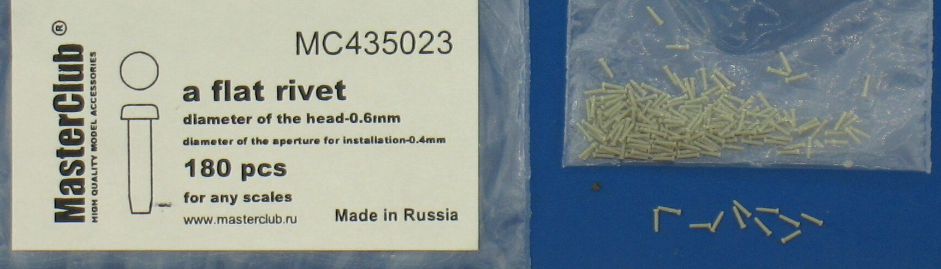 MasterClub®
HIGH QUALITY MODEL ACCESSORIES
MC435023
a flat rivet
diameter of the head-0.6mm
diameter of the aperture for installation-0.4mm
180 pcs
for any scales
www.masterclub.ru
Made in Russia